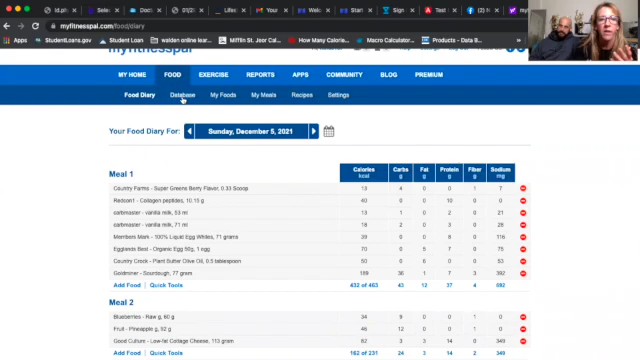 myfitnesspal.com/food/diary
StudentLoans.gov
walden online learn...
Mifflin St. Jeor Cal...
How Many Calorie...
Macro Calculator...
Products - Data B...
myfitnesspal
MY HOME FOOD EXERCISE REPORTS APPS COMMUNITY BLOG PREMIUM
Food Diary Database My Foods My Meals Recipes Settings
Your Food Diary For: Sunday, December 5, 2021
Meal 1 Calories kcal Carbs g Fat g Protein g Fiber g Sodium mg
Country Farms - Super Greens Berry Flavor, 0.33 Scoop 13 4 0 0 1 7
Redcon1 - Collagen peptides, 10.15 g 40 0 0 10 0 0
carbmaster - vanilla milk, 53 ml 13 1 0 2 0 21
carbmaster - vanilla milk, 71 ml 18 2 0 3 0 28
Members Mark - 100% Liquid Egg Whites, 71 grams 39 0 0 8 0 116
Egglands Best - Organic Egg 50g, 1 egg 70 0 5 7 0 75
Country Crock - Plant Butter Olive Oil, 0.5 tablespoon 50 0 6 0 0 53
Goldminer - Sourdough, 77 gram 189 36 1 7 3 392
Add Food Quick Tools 432 of 463 43 12 37 4 692
Meal 2
Blueberries - Raw g, 60 g 34 9 0 0 1 0
Fruit - Pineapple g, 92 g 46 12 0 0 1 0
Good Culture - Low-fat Cottage Cheese, 113 gram 82 3 3 14 0 349
Add Food Quick Tools 162 of 231 24 3 14 2 349